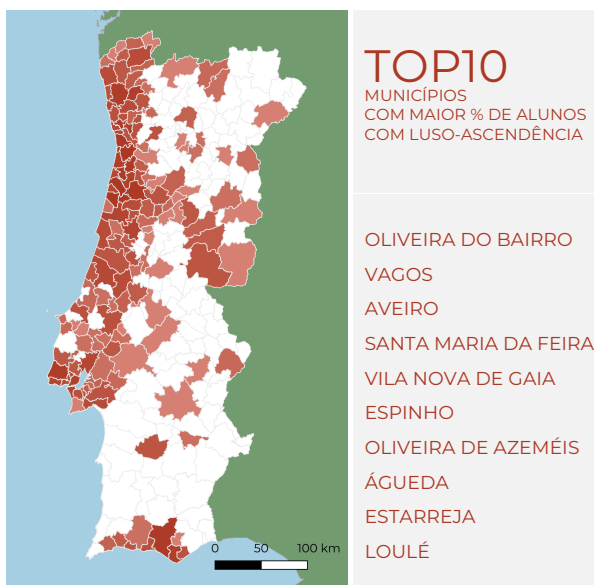 TOP10
MUNICÍPIOS
COM MAIOR % DE ALUNOS
COM LUSO-ASCENDÊNCIA
OLIVEIRA DO BAIRRO
VAGOS
AVEIRO
SANTA MARIA DA FEIRA
VILA NOVA DE GAIA
ESPINHO
OLIVEIRA DE AZEMÉIS
ÁGUEDA
ESTARREJA
LOULÉ
0 50 100 km